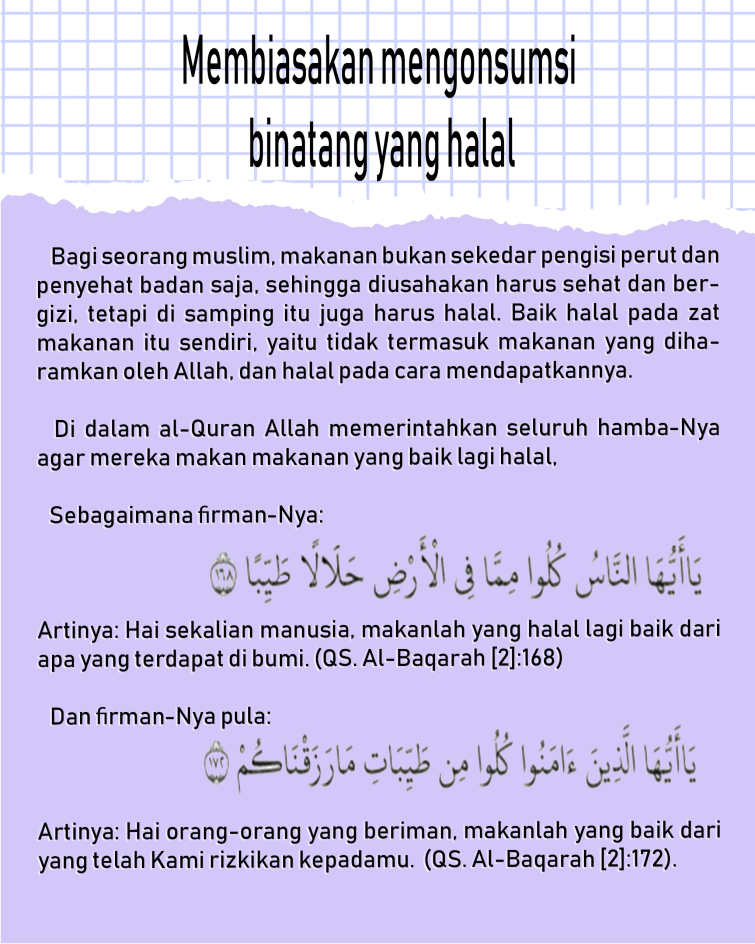 Membiasakan mengonsumsi
binatang yang halal
Bagi seorang muslim, makanan bukan sekedar pengisi perut dan
penyehat badan saja, sehingga diusahakan harus sehat dan ber-
gizi, tetapi di samping itu juga harus halal. Baik halal pada zat
makanan itu sendiri, yaitu tidak termasuk makanan yang diha-
ramkan oleh Allah, dan halal pada cara mendapatkannya.
Di dalam al-Quran Allah memerintahkan seluruh hamba-Nya
agar mereka makan makanan yang baik lagi halal,
Sebagaimana firman-Nya:
يَاأَيُّهَا النَّاسُ كُلُوا مِمَّا فِي الْأَرْضِ حَلَالًا طَيِّبًا ١٦٨
Artinya: Hai sekalian manusia, makanlah yang halal lagi baik dari
apa yang terdapat di bumi. (QS. Al-Baqarah [2]:168)
Dan firman-Nya pula:
يَاأَيُّهَا الَّذِينَ ءَامَنُوا كُلُوا مِن طَيِّبَاتِ مَارَزَقْنَاكُمْ ١٧٢
Artinya: Hai orang-orang yang beriman, makanlah yang baik dari
yang telah Kami rizkikan kepadamu. (QS. Al-Baqarah [2]:172).